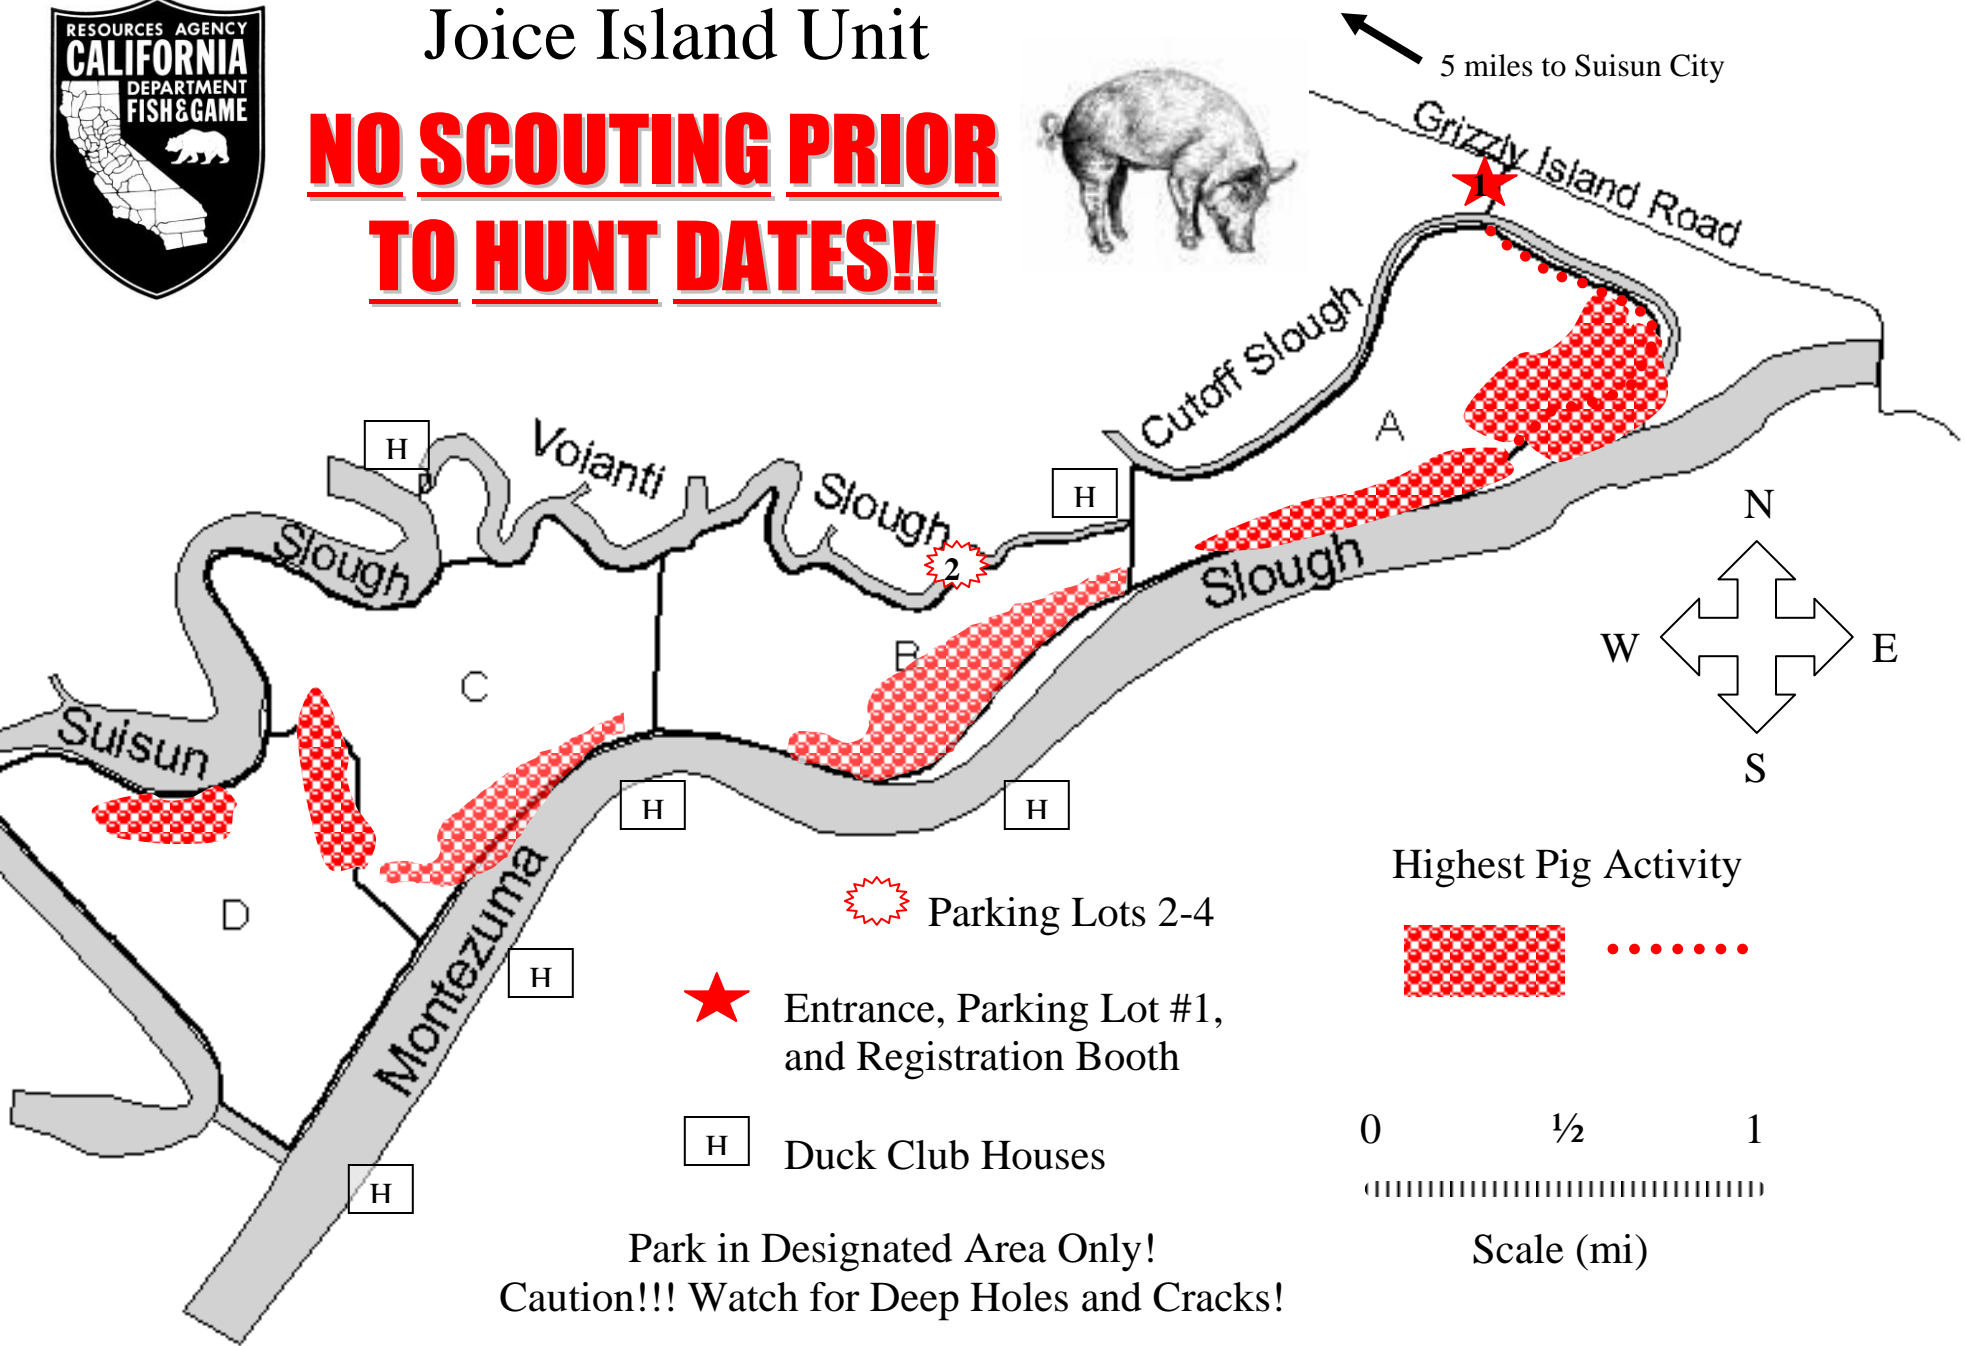 RESOURCES AGENCY
CALIFORNIA
DEPARTMENT
FISH & GAME
Joice Island Unit
NO SCOUTING PRIOR
TO HUNT DATES!!
5 miles to Suisun City
Grizzly Island Road
1
Cutoff Slough
A
H
Voianti
Slough
H
2
Slough
Slough
B
C
Suisun
D
Montezuma
H
H
H
H
N
W
E
S
Highest Pig Activity
Parking Lots 2-4
Entrance, Parking Lot #1,
and Registration Booth
H
Duck Club Houses
0 ½ 1
Scale (mi)
Park in Designated Area Only!
Caution!!! Watch for Deep Holes and Cracks!